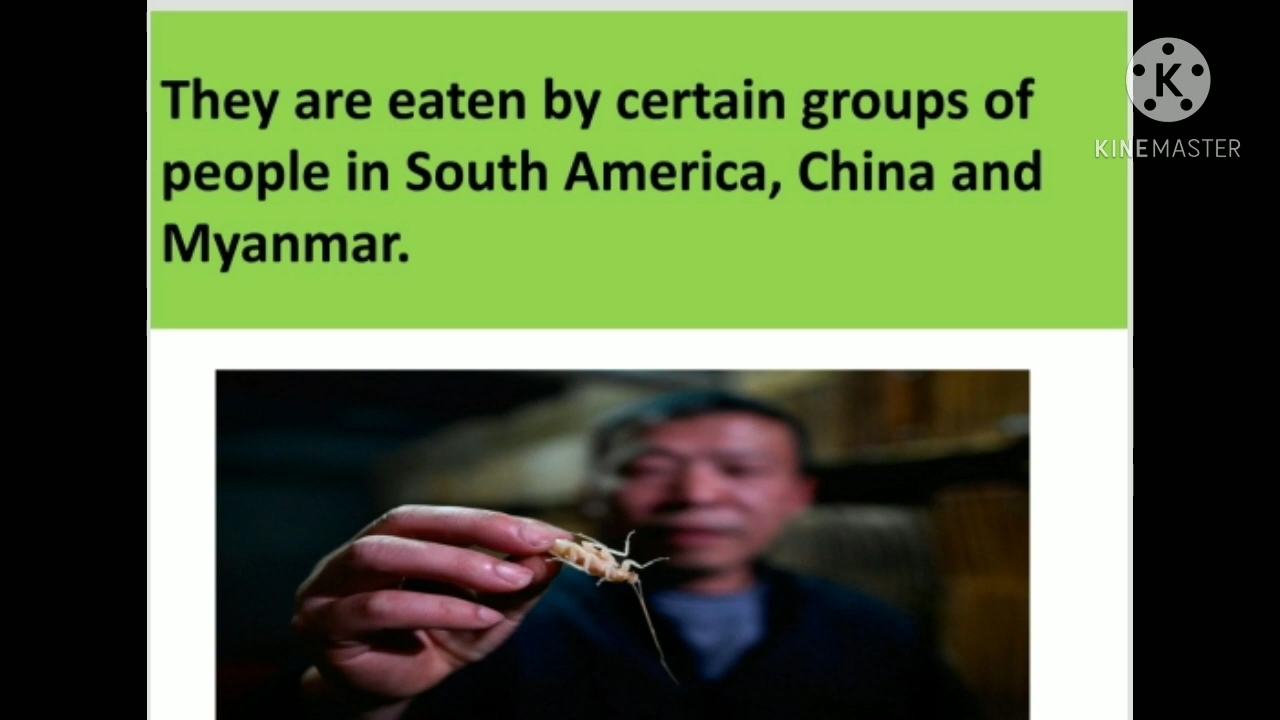 They are eaten by certain groups of
people in South America, China and
Myanmar.
K
KINEMASTER